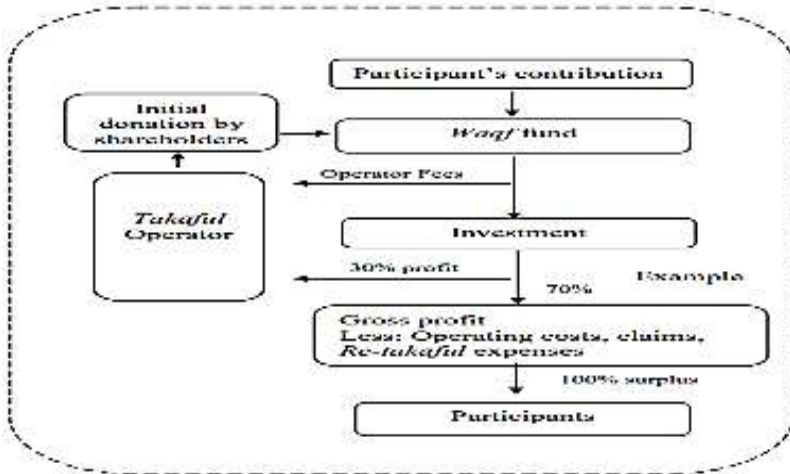 Participant's contribution
Initial
donation by
shareholders
Waqf fund
Operator Fees
Takaful
Operator
Investment
30% profit
70%
Example
Gross profit
Less: Operating costs, claims,
Re-takaful expenses
100% surplus
Participants